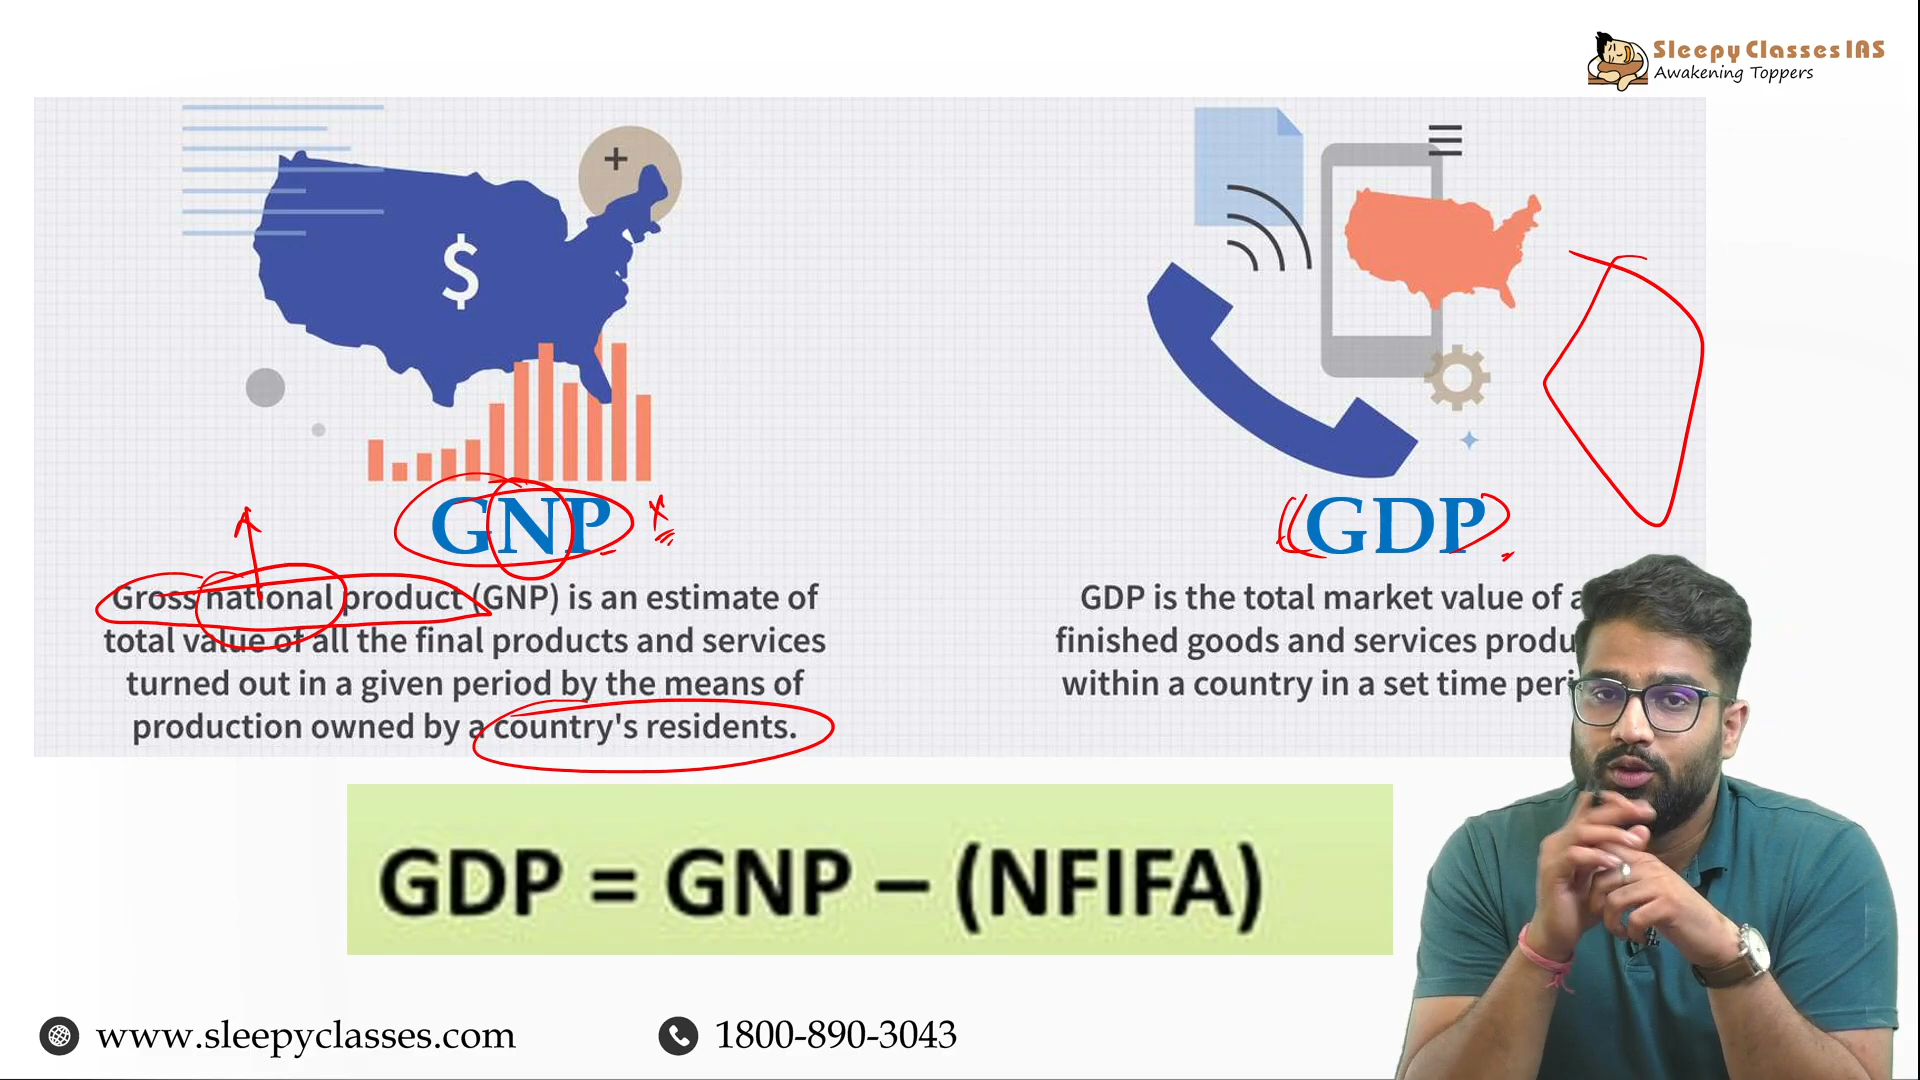 Sleepy Classes IAS
Awakening Toppers
$
+
GNP
Gross national product (GNP) is an estimate of
total value of all the final products and services
turned out in a given period by the means of
production owned by a country's residents.
GDP
GDP is the total market value of
finished goods and services
within a country in a set time
GDP = GNP – (NFIFA)
www.sleepyclasses.com
1800-890-3043